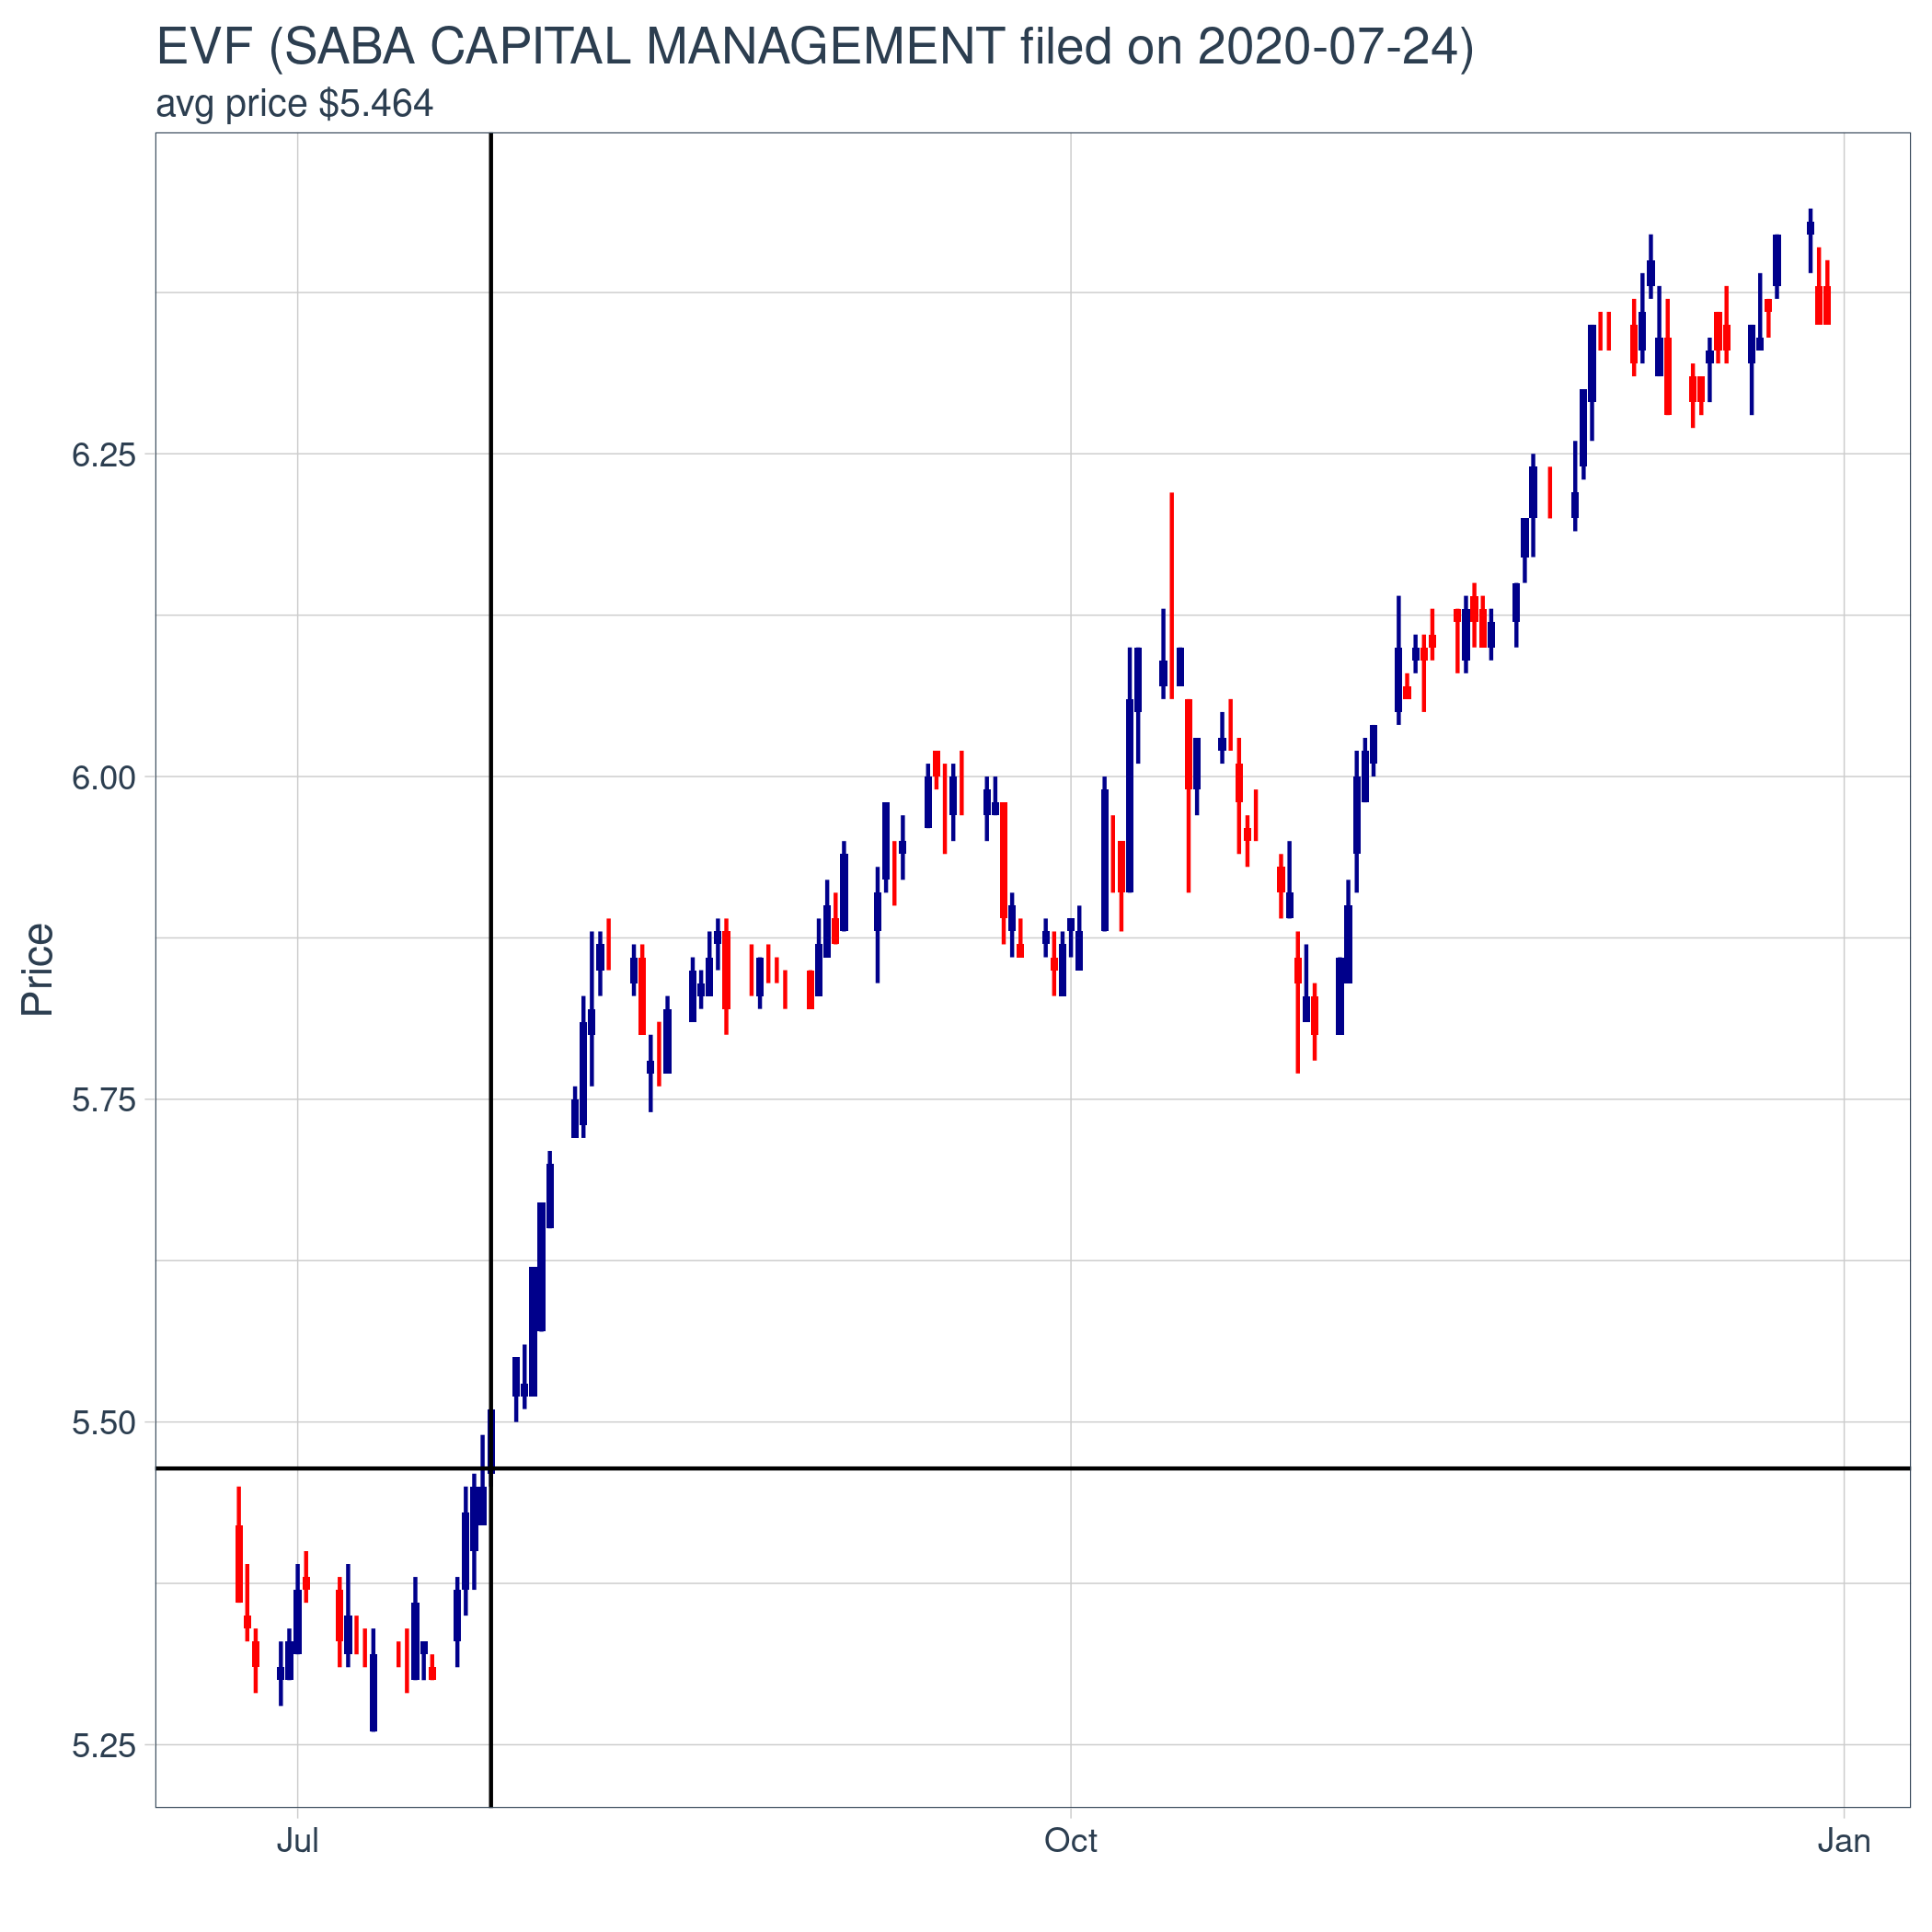 EVF (SABA CAPITAL MANAGEMENT filed on 2020-07-24)
avg price $5.464
6.25
6.00
5.75
5.50
5.25
Price
Jul Oct Jan